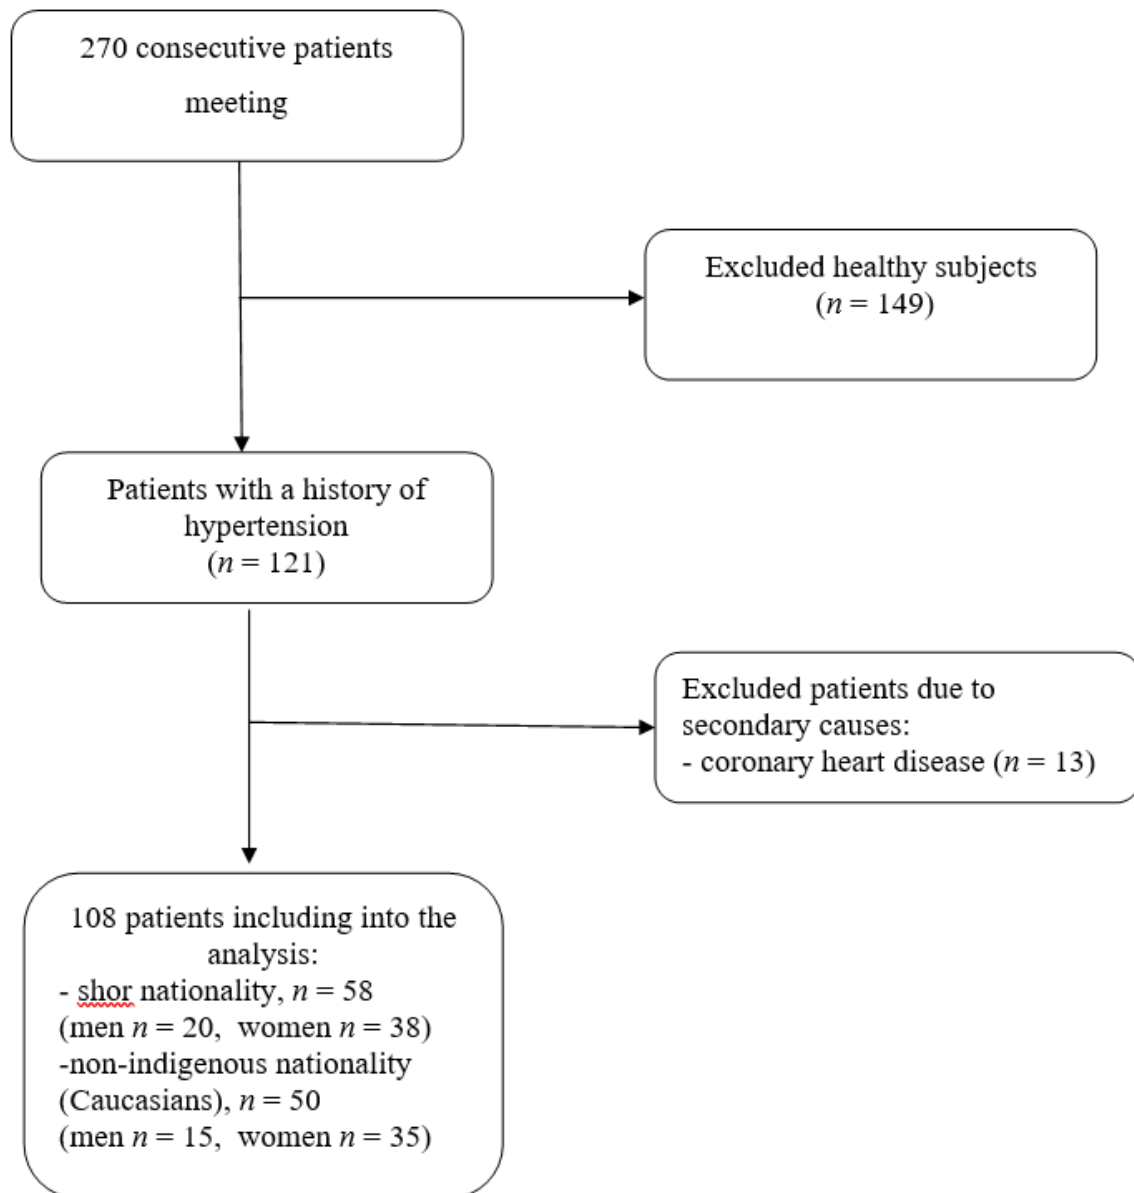 270 consecutive patients
meeting
Excluded healthy subjects
(n = 149)
Patients with a history of
hypertension
(n = 121)
Excluded patients due to
secondary causes:
- coronary heart disease (n = 13)
108 patients including into the
analysis:
- shor nationality, n = 58
(men n = 20,  women n = 38)
-non-indigenous nationality
(Caucasians), n = 50
(men n = 15,  women n = 35)